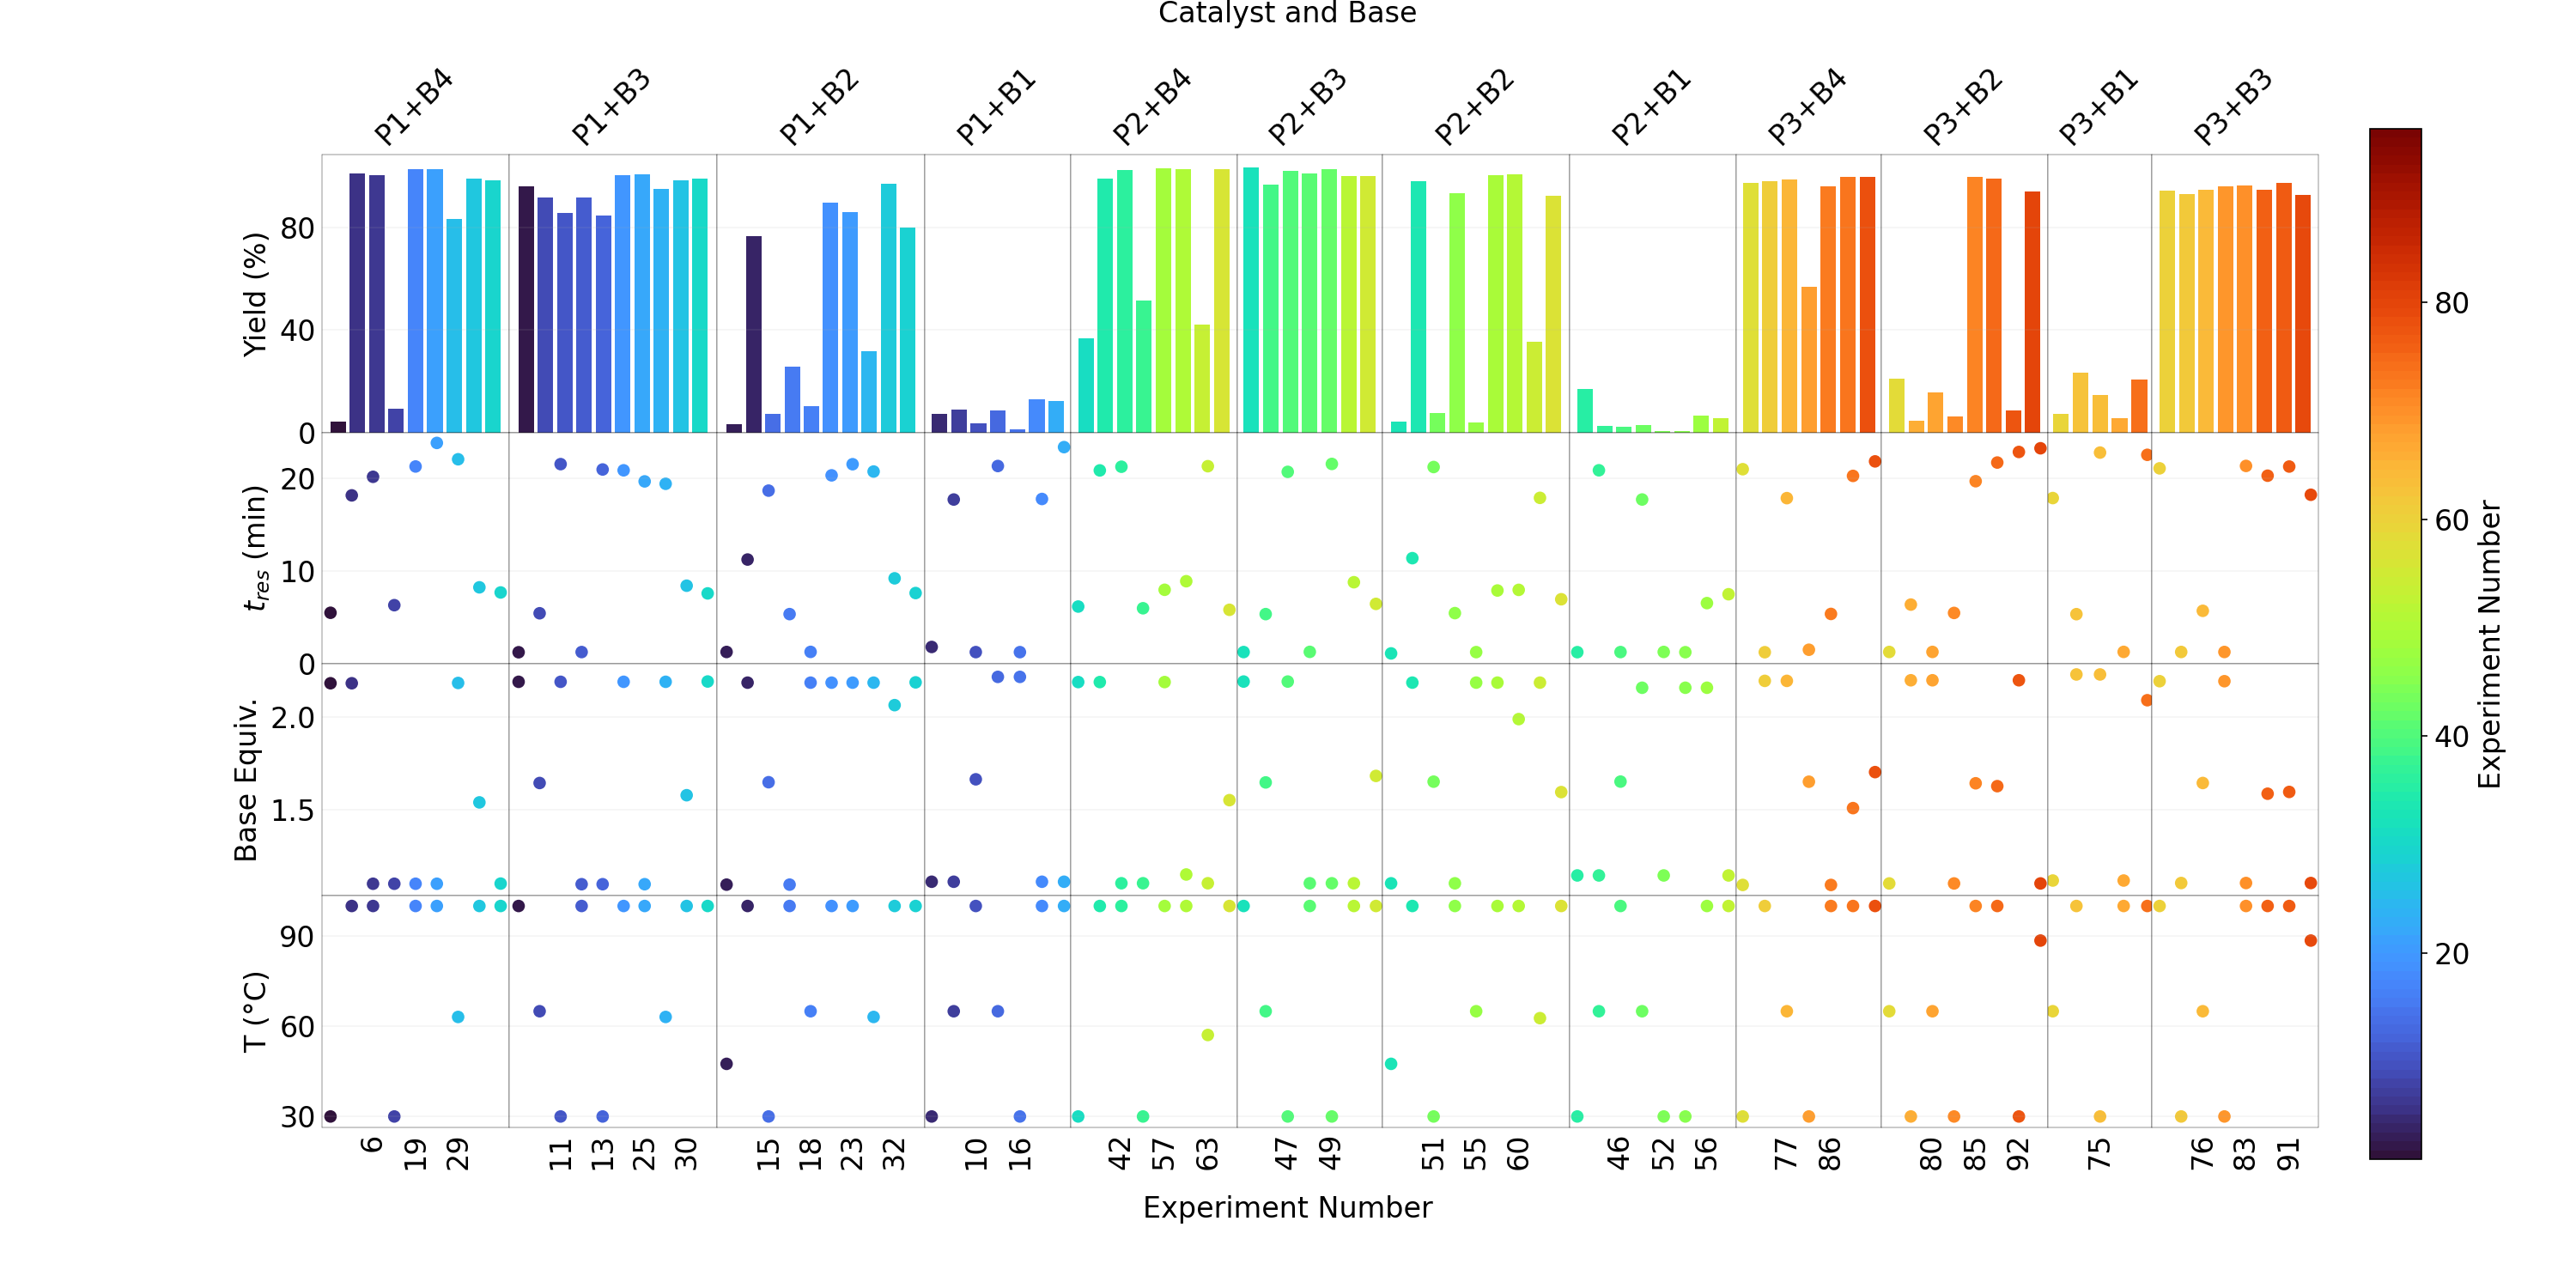 Catalyst and Base
P1+B4 P1+B3 P1+B2 P1+B1 P2+B4 P2+B3 P2+B2 P2+B1 P3+B4 P3+B2 P3+B1 P3+B3
Yield (%)
80
40
0
t_res (min)
20
10
0
Base Equiv.
2.0
1.5
T (°C)
90
60
30
6 19 29 11 13 25 30 15 18 23 32 10 16 42 57 63 47 49 51 55 60 46 52 56 77 86 80 85 92 75 76 83 91
Experiment Number
80
60
40
20
Experiment Number